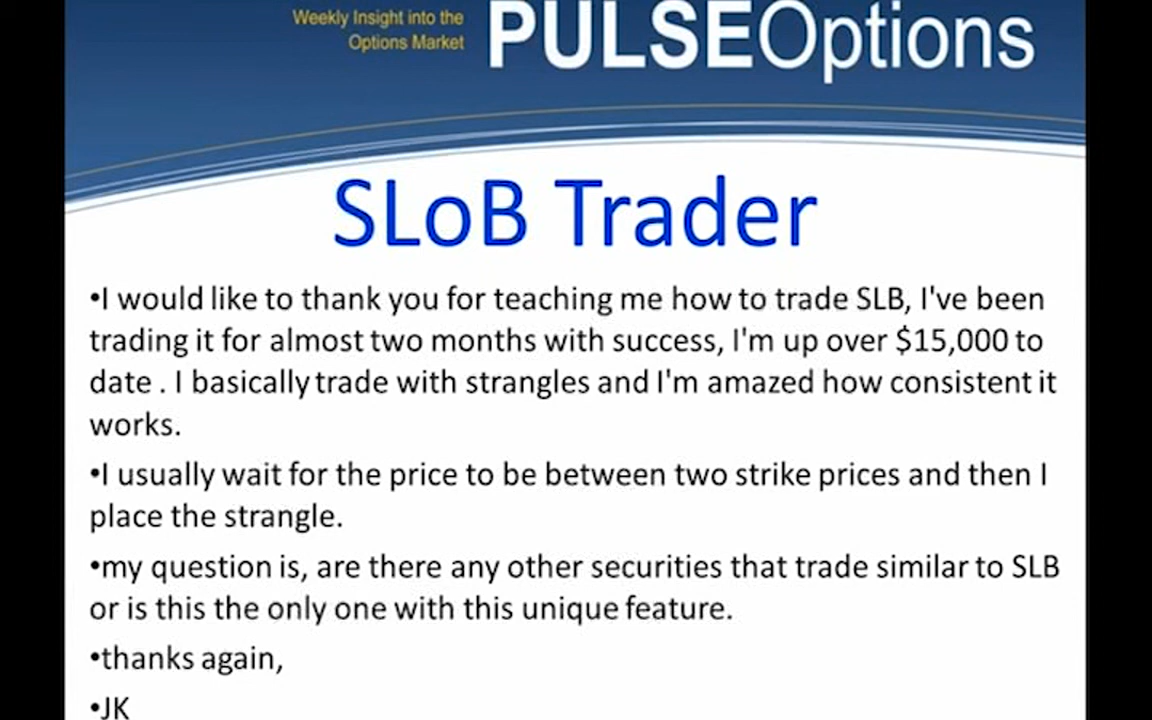 Weekly Insight into the
Options Market
PULSEOptions
SLoB Trader
•I would like to thank you for teaching me how to trade SLB, I've been
trading it for almost two months with success, I'm up over $15,000 to
date . I basically trade with strangles and I'm amazed how consistent it
works.
•I usually wait for the price to be between two strike prices and then I
place the strangle.
•my question is, are there any other securities that trade similar to SLB
or is this the only one with this unique feature.
•thanks again,
•JK